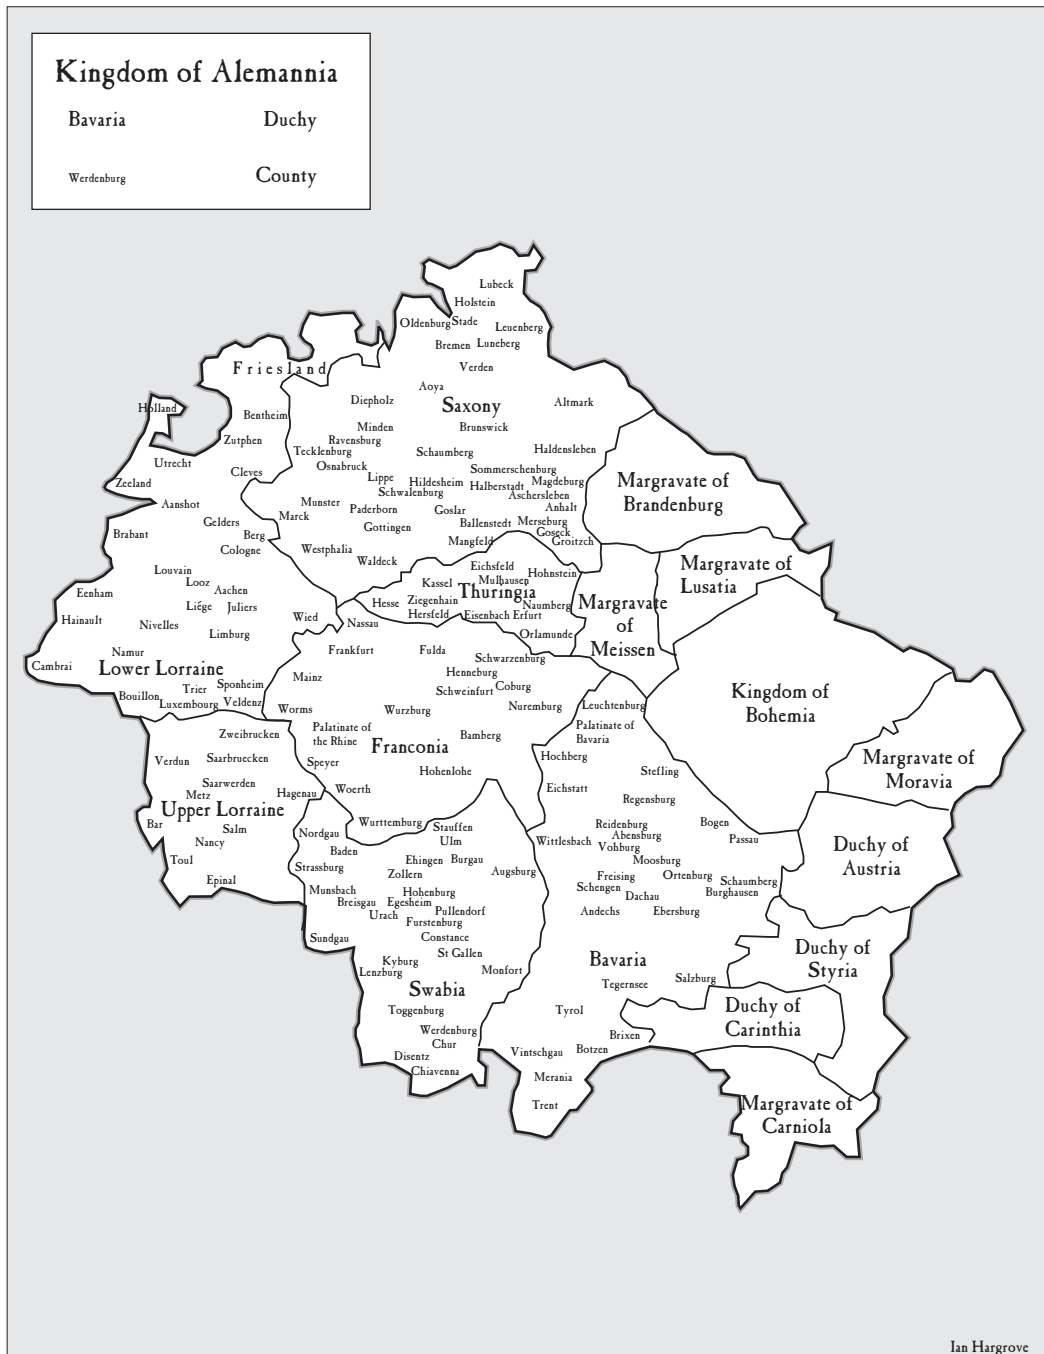 Kingdom of Alemannia
Bavaria Duchy
Werdenburg County
Lubeck
Holstein
Oldenburg
Stade
Leuenberg
Bremen
Luneberg
Friesland
Verden
Aoya
Diepholz
Saxony
Altmark
Holland
Bentheim
Minden
Brunswick
Zutphen
Ravensburg
Tecklenburg
Schaumberg
Haldensleben
Utrecht
Osnabruck
Cleves
Sommerschenburg
Zeeland
Lippe
Hildesheim
Halberstadt
Magdeburg
Margravate of
Brandenburg
Schwalenburg
Aschersleben
Aanshot
Munster
Paderborn
Goslar
Anhalt
Marck
Gelders
Gottingen
Ballenstedt
Merseburg
Goseck
Brabant
Berg
Mangfeld
Groitzch
Cologne
Westphalia
Waldeck
Eichsfeld
Margravate of
Lusatia
Louvain
Looz
Kassel
Mulhausen
Hohnstein
Aachen
Thuringia
Eenham
Liége
Juliers
Hesse
Ziegenhain
Naumberg
Margravate
of
Meissen
Hersfeld
Eisenbach
Erfurt
Hainault
Nivelles
Wied
Nassau
Limburg
Orlamunde
Namur
Frankfurt
Fulda
Schwarzenburg
Cambrai
Lower Lorraine
Mainz
Henneburg
Sponheim
Trier
Schweinfurt
Coburg
Bouillon
Luxembourg
Veldenz
Worms
Wurzburg
Nuremburg
Leuchtenburg
Kingdom of
Bohemia
Zweibrucken
Palatinate of
the Rhine
Franconia
Bamberg
Palatinate of
Bavaria
Verdun
Saarbruecken
Speyer
Hochberg
Hohenlohe
Stefling
Margravate of
Moravia
Saarwerden
Metz
Hagenau
Woerth
Eichstatt
Regensburg
Upper Lorraine
Bar
Salm
Nordgau
Wurttemburg
Stauffen
Reidenburg
Bogen
Nancy
Ulm
Wittlesbach
Abensburg
Passau
Vohburg
Duchy of
Austria
Toul
Baden
Ehingen
Burgau
Moosburg
Strassburg
Zollern
Augsburg
Freising
Ortenburg
Epinal
Schengen
Schaumberg
Munsbach
Hohenburg
Dachau
Burghausen
Breisgau
Egesheim
Urach
Pullendorf
Andechs
Ebersburg
Furstenburg
Sundgau
Constance
St Gallen
Duchy of
Styria
Kyburg
Lenzburg
Monfort
Bavaria
Swabia
Tegernsee
Salzburg
Toggenburg
Tyrol
Duchy of
Carinthia
Werdenburg
Brixen
Chur
Disentz
Vintschgau
Botzen
Chiavenna
Merania
Trent
Margravate of
Carniola
Ian Hargrove